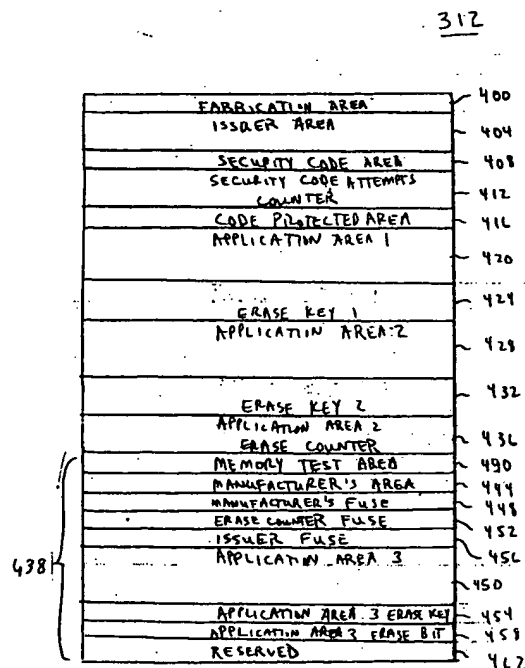 312
FABRICATION AREA 400
ISSUER AREA 404
SECURITY CODE AREA 408
SECURITY CODE ATTEMPTS
COUNTER 412
CODE PROTECTED AREA 416
APPLICATION AREA 1 420
424
ERASE KEY 1
APPLICATION AREA 2 428
432
ERASE KEY 2
APPLICATION AREA 2
ERASE COUNTER 436
MEMORY TEST AREA 440
MANUFACTURER'S AREA 444
MANUFACTURER'S FUSE 448
ERASE COUNTER FUSE 452
ISSUER FUSE 456
APPLICATION AREA 3
438 450
APPLICATION AREA 3 ERASE KEY 454
APPLICATION AREA 3 ERASE BIT 458
RESERVED 462